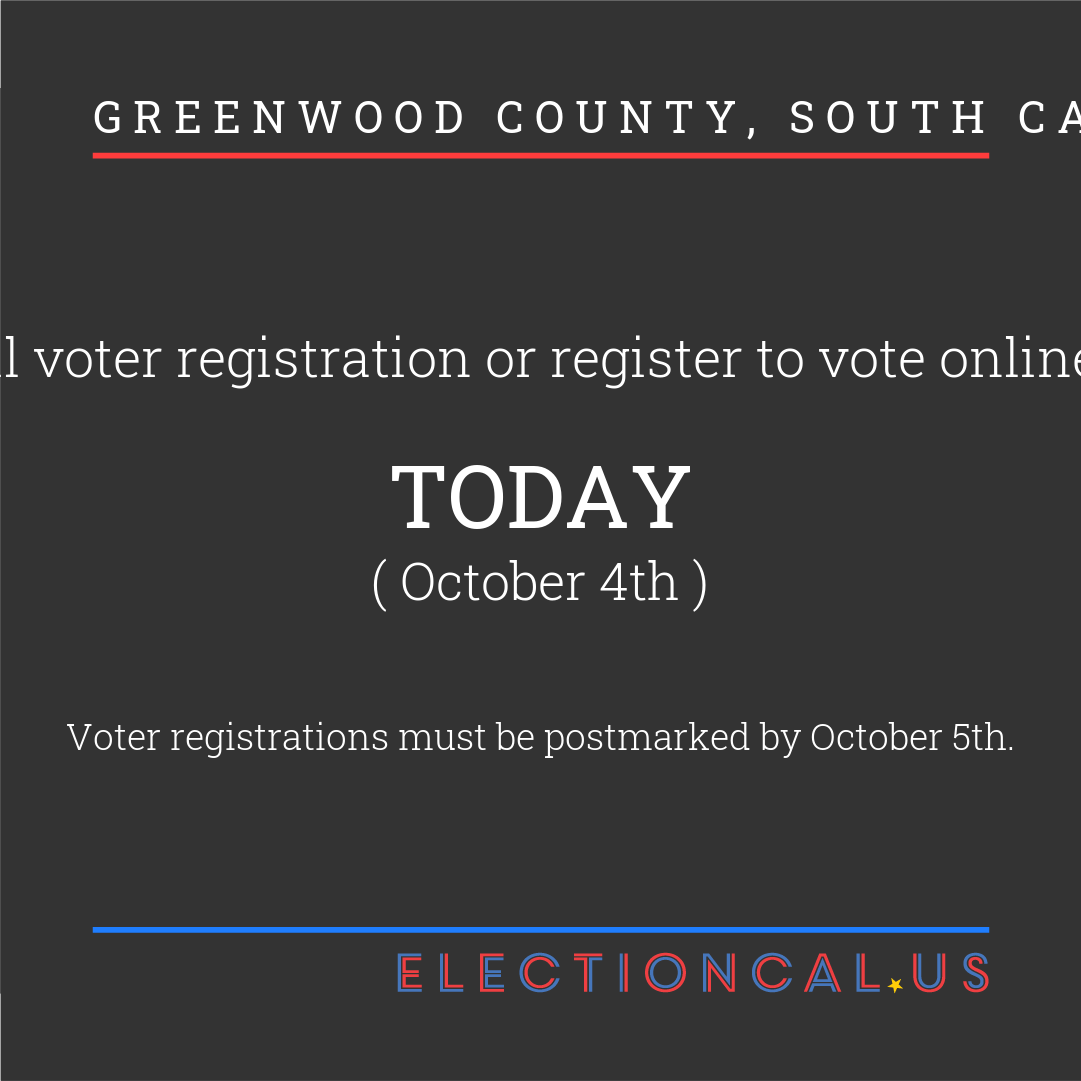 GREENWOOD COUNTY, SOUTH CA
l voter registration or register to vote online
TODAY
( October 4th )
Voter registrations must be postmarked by October 5th.
ELECTIONCAL.US